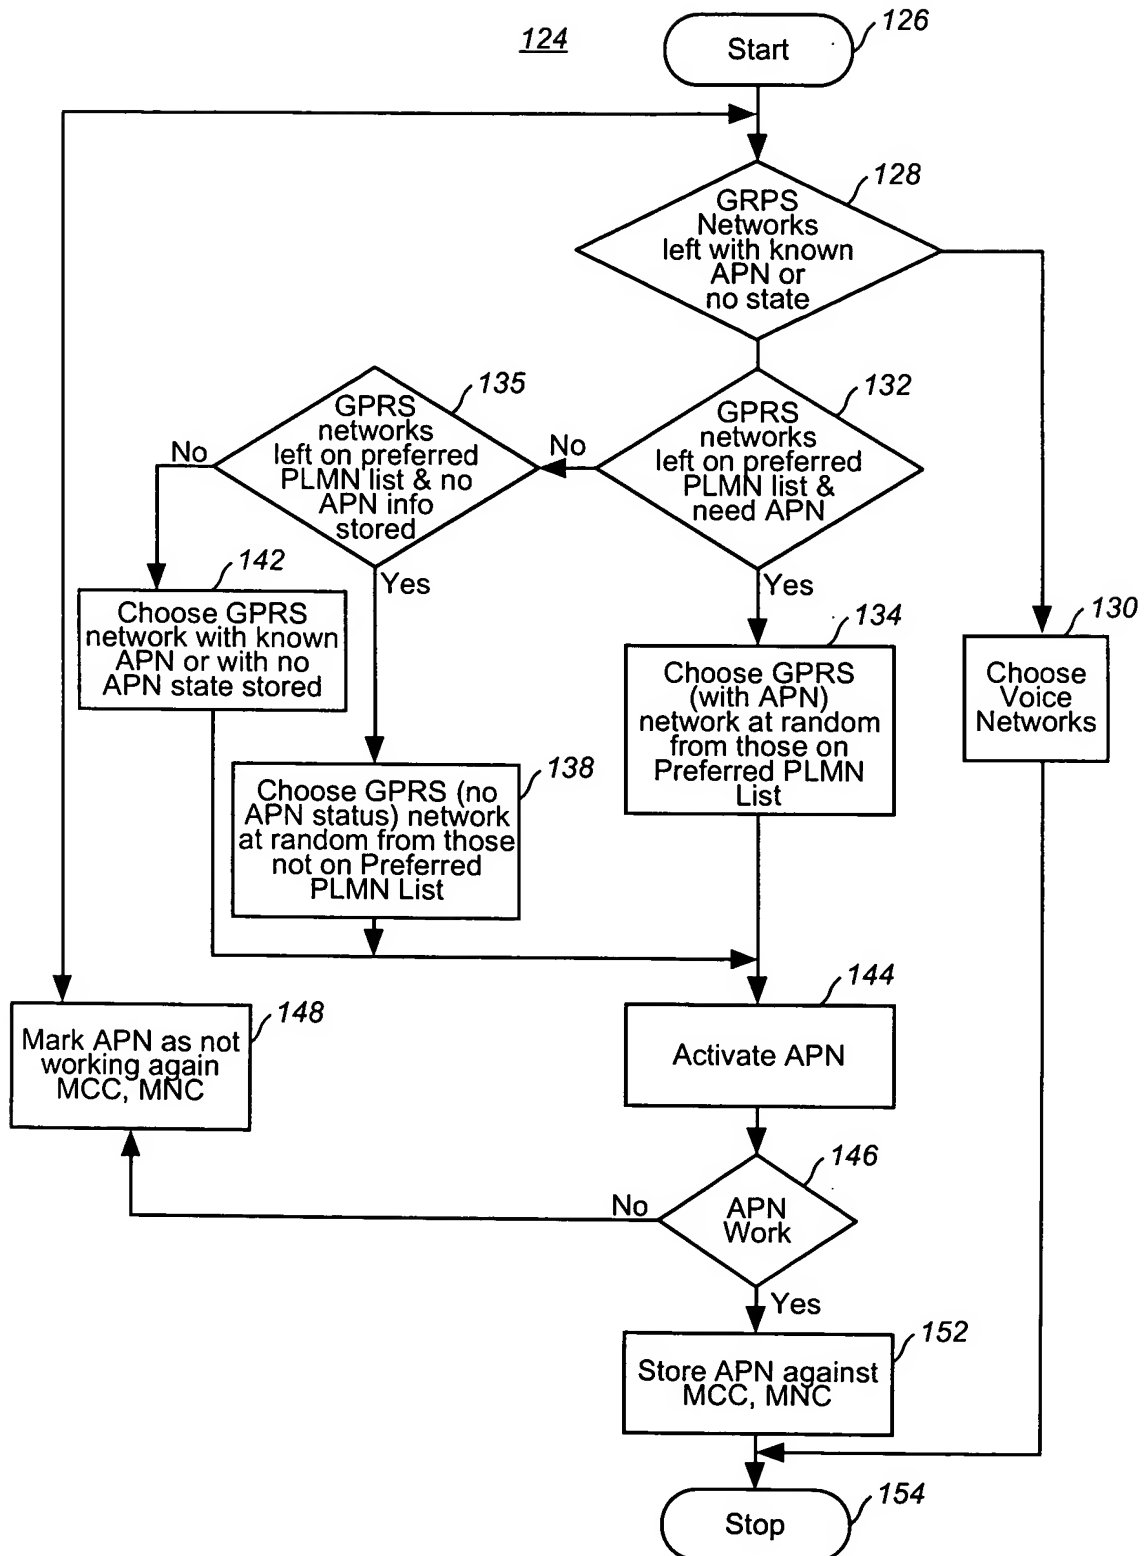 124
Start
126
GRPS
Networks
left with known
APN or
no state
128
GPRS
networks
left on preferred
PLMN list & no
APN info
stored
135
GPRS
networks
left on preferred
PLMN list &
need APN
132
No
No
Yes
Yes
142
Choose GPRS
network with known
APN or with no
APN state stored
134
Choose GPRS
(with APN)
network at random
from those on
Preferred PLMN
List
130
Choose
Voice
Networks
138
Choose GPRS (no
APN status) network
at random from those
not on Preferred
PLMN List
144
Activate APN
148
Mark APN as not
working again
MCC, MNC
146
APN
Work
No
Yes
152
Store APN against
MCC, MNC
154
Stop